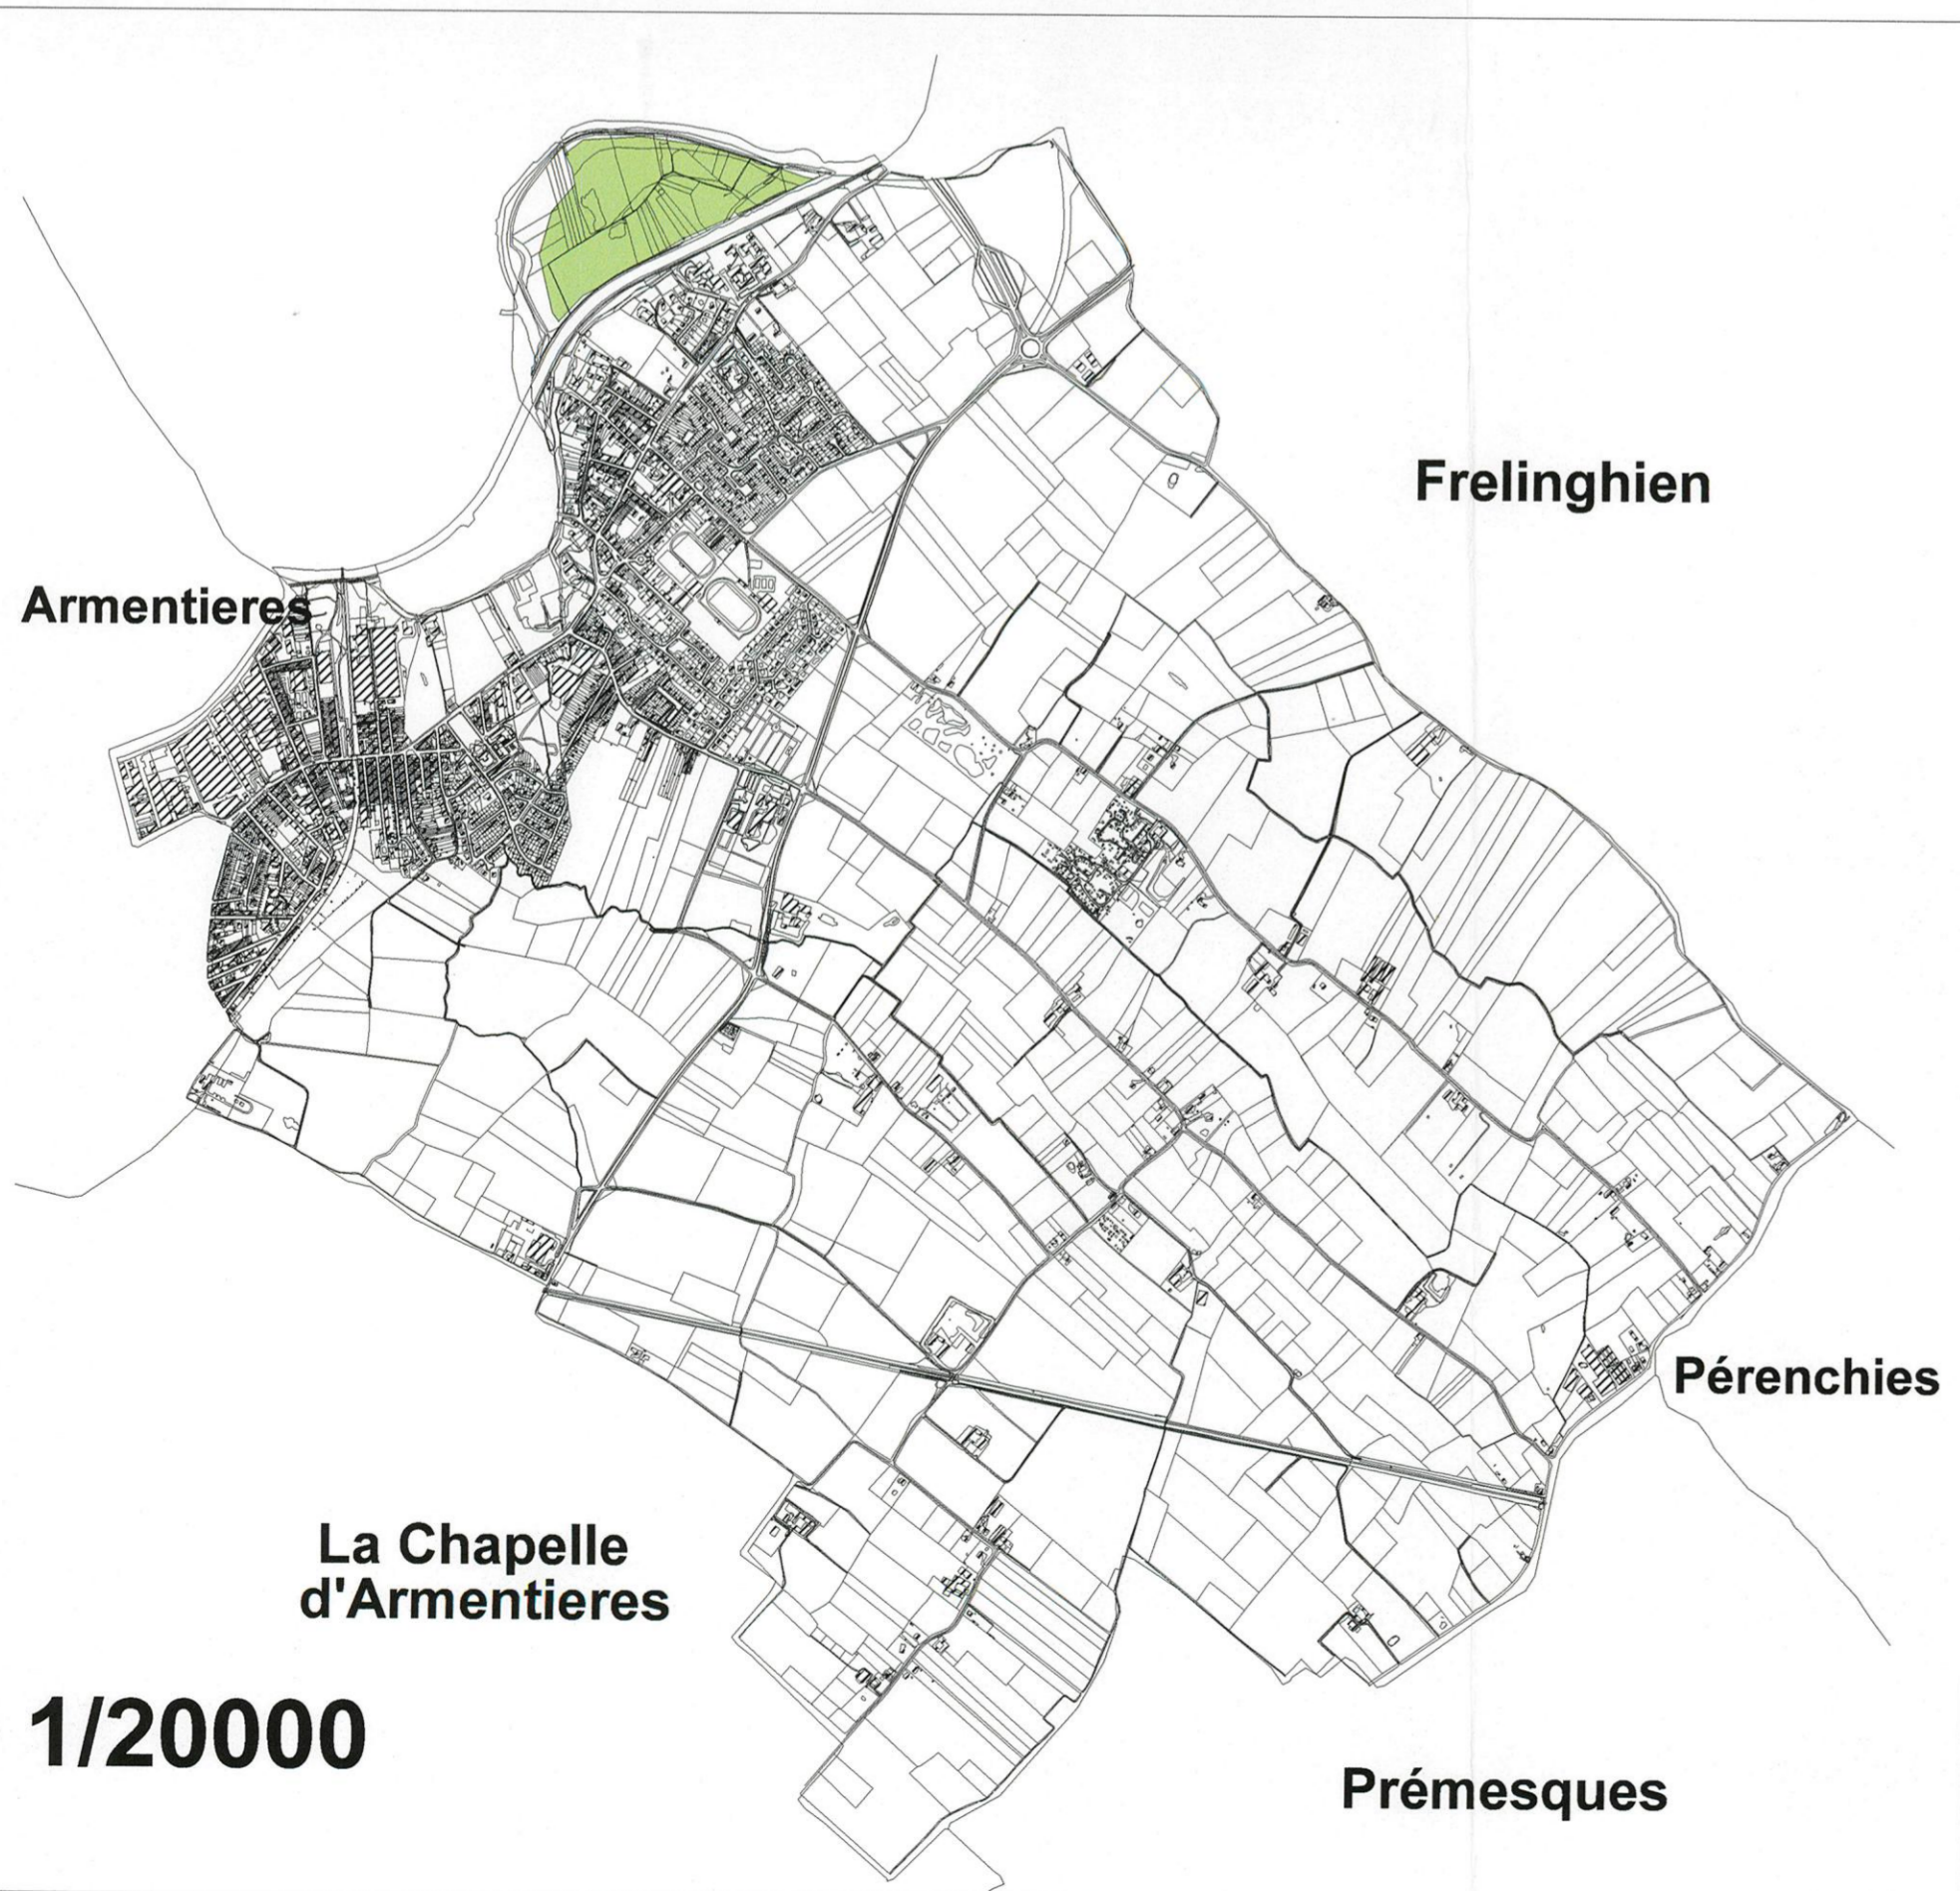 Frelinghien
Armentieres
Pérenchies
La Chapelle
d'Armentieres
1/20000
Prémesques